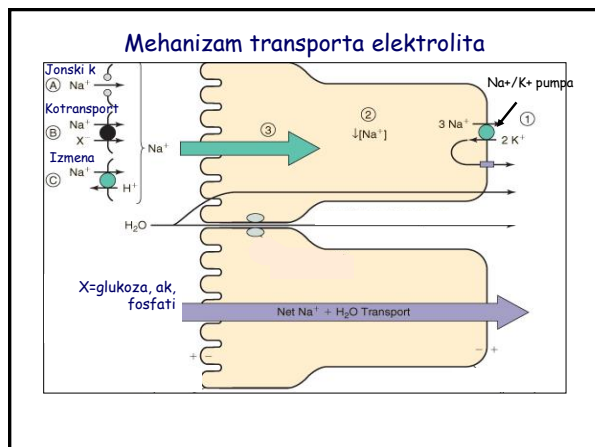 Mehanizam transporta elektrolita
Jonski k
A Na+
Kotransport
Na+
B
X-
Izmena
Na+
C
H+
Na+
H2O
3
2
↓[Na+]
Na+/K+ pumpa
1
3 Na+
2 K+
X=glukoza, ak,
fosfati
Net Na+ + H2O Transport
+ -
- +